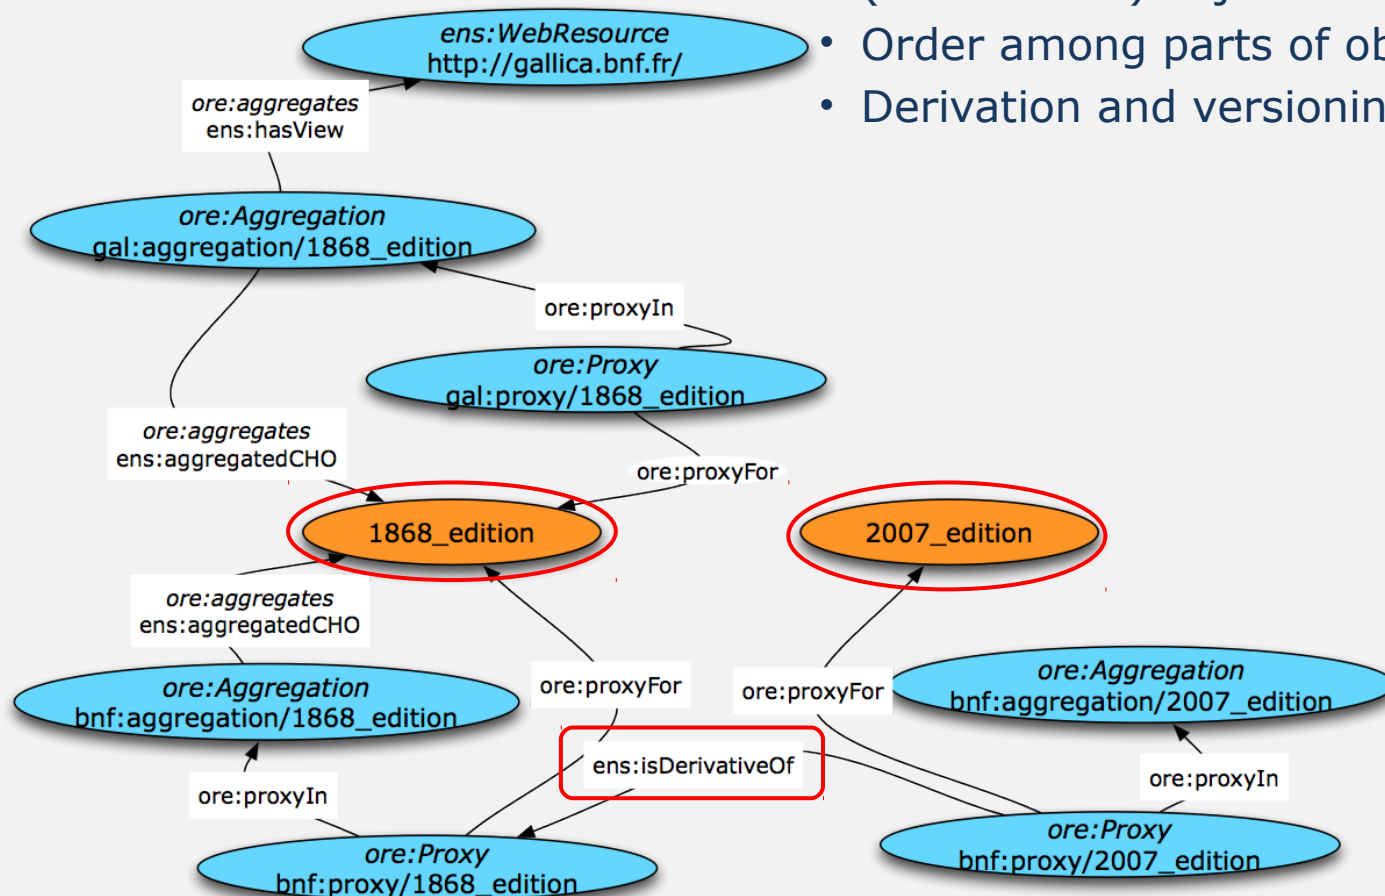 ens:WebResource
http://gallica.bnf.fr/
• Order among parts of
• Derivation and
ore:aggregates
ens:hasView
ore:Aggregation
gal:aggregation/1868_edition
ore:proxyIn
ore:Proxy
gal:proxy/1868_edition
ore:aggregates
ens:aggregatedCHO
ore:proxyFor
1868_edition
2007_edition
ore:aggregates
ens:aggregatedCHO
ore:Aggregation
bnf:aggregation/1868_edition
ore:proxyFor
ore:proxyFor
ore:Aggregation
bnf:aggregation/2007_edition
ens:isDerivativeOf
ore:proxyIn
ore:proxyIn
ore:Proxy
bnf:proxy/1868_edition
ore:Proxy
bnf:proxy/2007_edition